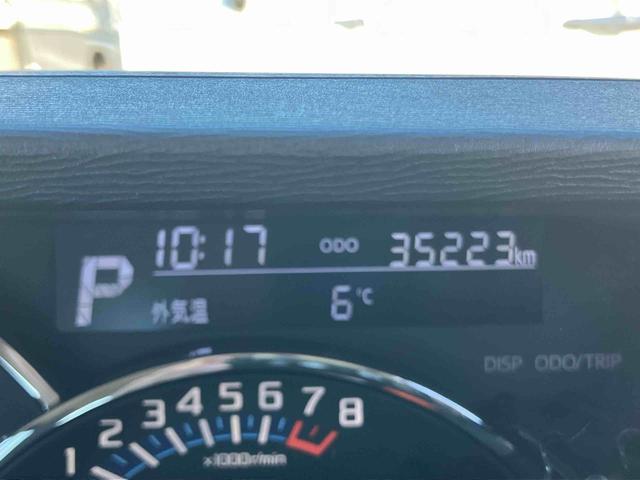 10:17 ODO 35223km
P
外気温 6℃
DISP ODO/TRIP
1 2 3 4 5 6 7 8
×1000r/min